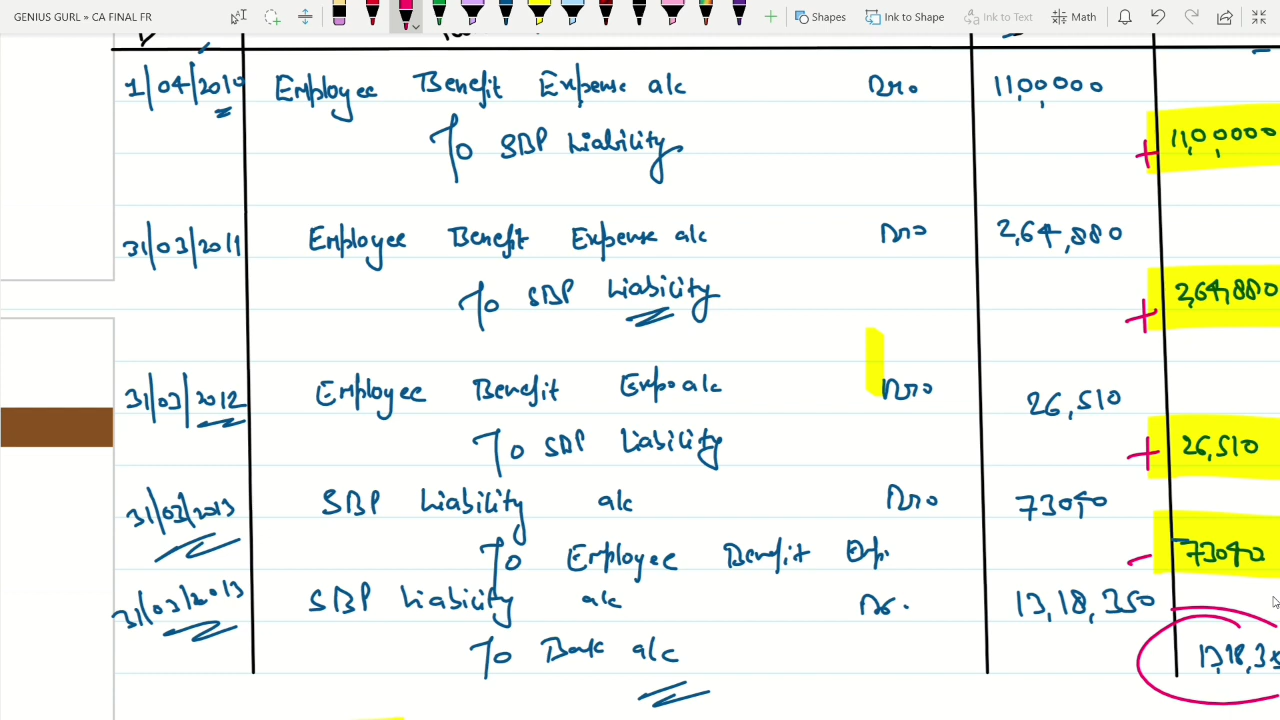 GENIUS GURL » CA FINAL FR
Shapes Ink to Shape Ink to Text Math
1/04/2010 Employee Benefit Expense a/c Dr. 11,00,000
To SBP Liability 11,00,000
31/03/2011 Employee Benefit Expense a/c Dr. 2,64,880
To SBP Liability 2,64,880
31/03/2012 Employee Benefit Exp. a/c Dr. 26,510
To SBP Liability 26,510
31/03/2013 SBP Liability a/c Dr. 73040
To Employee Benefit Exp. 73040
31/03/2013 SBP Liability a/c Dr. 13,18,350
To Bank a/c